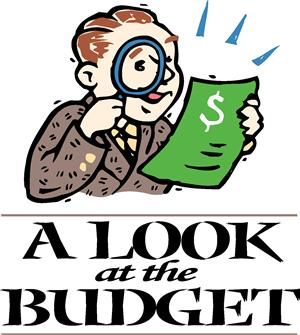 $
A LOOK
at the
BUDGET